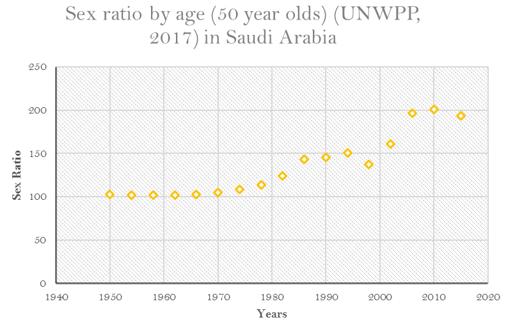 Sex ratio by age (50 year olds) (UNWPP,
2017) in Saudi Arabia
250
200
150
100
50
0
Sex Ratio
1940 1950 1960 1970 1980 1990 2000 2010 2020
Years